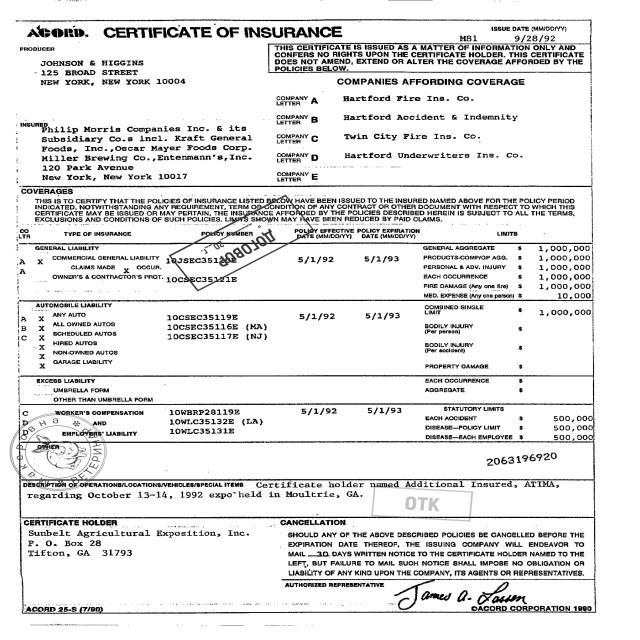 ACORD. CERTIFICATE OF INSURANCE
M81
ISSUE DATE (MM/DD/YY)
9/28/92
PRODUCER
JOHNSON & HIGGINS
125 BROAD STREET
NEW YORK, NEW YORK 10004
THIS CERTIFICATE IS ISSUED AS A MATTER OF INFORMATION ONLY AND
CONFERS NO RIGHTS UPON THE CERTIFICATE HOLDER. THIS CERTIFICATE
DOES NOT AMEND, EXTEND OR ALTER THE COVERAGE AFFORDED BY THE
POLICIES BELOW.
COMPANIES AFFORDING COVERAGE
COMPANY LETTER A Hartford Fire Ins. Co.
COMPANY LETTER B Hartford Accident & Indemnity
COMPANY LETTER C Twin City Fire Ins. Co.
COMPANY LETTER D Hartford Underwriters Ins. Co.
COMPANY LETTER E
INSURED
Philip Morris Companies Inc. & its
Subsidiary Co.s incl. Kraft General
Foods, Inc.,Oscar Mayer Foods Corp.
Miller Brewing Co.,Entenmann's,Inc.
120 Park Avenue
New York, New York 10017
COVERAGES
THIS IS TO CERTIFY THAT THE POLICIES OF INSURANCE LISTED BELOW HAVE BEEN ISSUED TO THE INSURED NAMED ABOVE FOR THE POLICY PERIOD
INDICATED, NOTWITHSTANDING ANY REQUIREMENT, TERM OR CONDITION OF ANY CONTRACT OR OTHER DOCUMENT WITH RESPECT TO WHICH THIS
CERTIFICATE MAY BE ISSUED OR MAY PERTAIN, THE INSURANCE AFFORDED BY THE POLICIES DESCRIBED HEREIN IS SUBJECT TO ALL THE TERMS,
EXCLUSIONS AND CONDITIONS OF SUCH POLICIES. LIMITS SHOWN MAY HAVE BEEN REDUCED BY PAID CLAIMS.
CO LTR TYPE OF INSURANCE POLICY NUMBER POLICY EFFECTIVE DATE (MM/DD/YY) POLICY EXPIRATION DATE (MM/DD/YY) LIMITS
ДОГОВОР
GENERAL LIABILITY GENERAL AGGREGATE $ 1,000,000
A X COMMERCIAL GENERAL LIABILITY 5/1/92 5/1/93 PRODUCTS-COMP/OP AGG. $ 1,000,000
CLAIMS MADE X OCCUR. PERSONAL & ADV. INJURY $ 1,000,000
A OWNER'S & CONTRACTOR'S PROT. 10CSEC35121E EACH OCCURRENCE $ 1,000,000
FIRE DAMAGE (Any one fire) $ 1,000,000
MED. EXPENSE (Any one person) $ 10,000
AUTOMOBILE LIABILITY
A X ANY AUTO 10CSEC35119E 5/1/92 5/1/93 COMBINED SINGLE LIMIT $ 1,000,000
B X ALL OWNED AUTOS 10CSEC35116E (MA)
C X SCHEDULED AUTOS 10CSEC35117E (NJ) BODILY INJURY (Per person) $
X HIRED AUTOS
X NON-OWNED AUTOS BODILY INJURY (Per accident) $
X GARAGE LIABILITY
PROPERTY DAMAGE $
EXCESS LIABILITY EACH OCCURRENCE $
UMBRELLA FORM AGGREGATE $
OTHER THAN UMBRELLA FORM
C WORKER'S COMPENSATION 10WBRP28119E 5/1/92 5/1/93 STATUTORY LIMITS
D AND 10WLC35132E (LA) EACH ACCIDENT $ 500,000
D EMPLOYERS' LIABILITY 10WLC35131E DISEASE—POLICY LIMIT $ 500,000
DISEASE—EACH EMPLOYEE $ 500,000
OTHER
2063196920
DESCRIPTION OF OPERATIONS/LOCATIONS/VEHICLES/SPECIAL ITEMS Certificate holder named Additional Insured, ATIMA,
regarding October 13-14, 1992 expo held in Moultrie, GA.
ОТК
CERTIFICATE HOLDER
Sunbelt Agricultural Exposition, Inc.
P. O. Box 28
Tifton, GA 31793
CANCELLATION
SHOULD ANY OF THE ABOVE DESCRIBED POLICIES BE CANCELLED BEFORE THE
EXPIRATION DATE THEREOF, THE ISSUING COMPANY WILL ENDEAVOR TO
MAIL 30 DAYS WRITTEN NOTICE TO THE CERTIFICATE HOLDER NAMED TO THE
LEFT, BUT FAILURE TO MAIL SUCH NOTICE SHALL IMPOSE NO OBLIGATION OR
LIABILITY OF ANY KIND UPON THE COMPANY, ITS AGENTS OR REPRESENTATIVES.
AUTHORIZED REPRESENTATIVE
James A. Lassen
ACORD 25-S (7/90)
©ACORD CORPORATION 1990